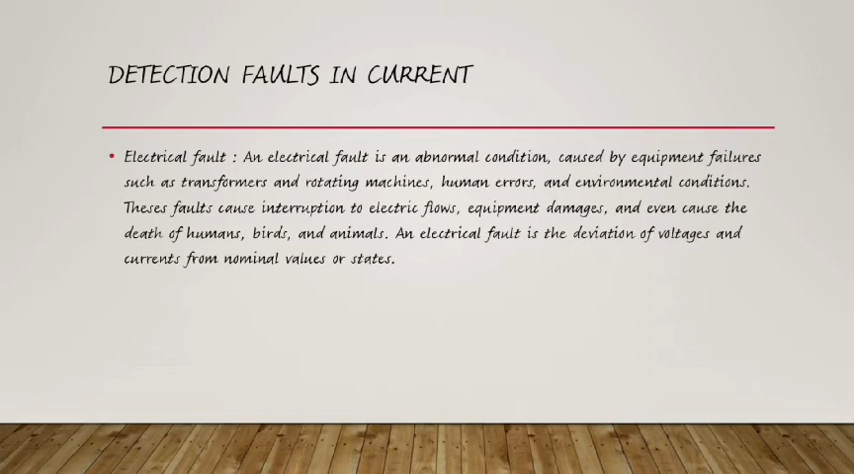 DETECTION FAULTS IN CURRENT
• Electrical fault : An electrical fault is an abnormal condition, caused by equipment failures
such as transformers and rotating machines, human errors, and environmental conditions.
Theses faults cause interruption to electric flows, equipment damages, and even cause the
death of humans, birds, and animals. An electrical fault is the deviation of voltages and
currents from nominal values or states.